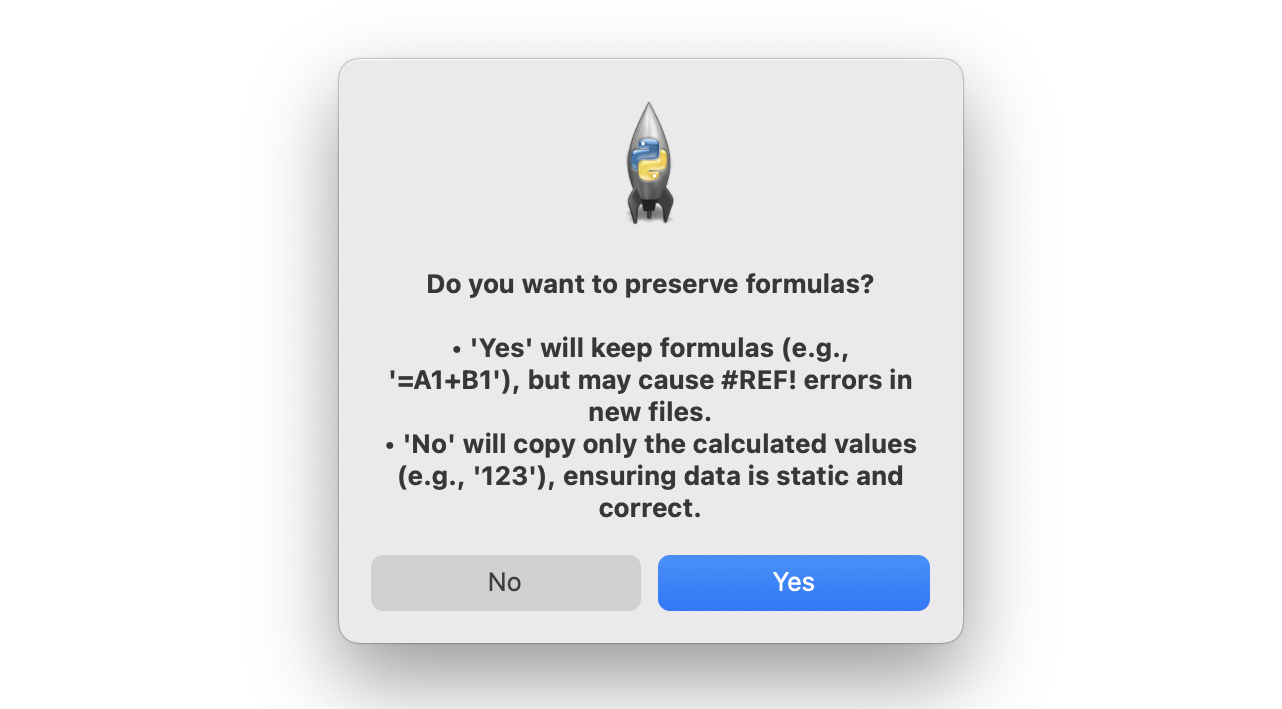 Do you want to preserve formulas?
• 'Yes' will keep formulas (e.g.,
'=A1+B1'), but may cause #REF! errors in
new files.
• 'No' will copy only the calculated values
(e.g., '123'), ensuring data is static and
correct.
No
Yes